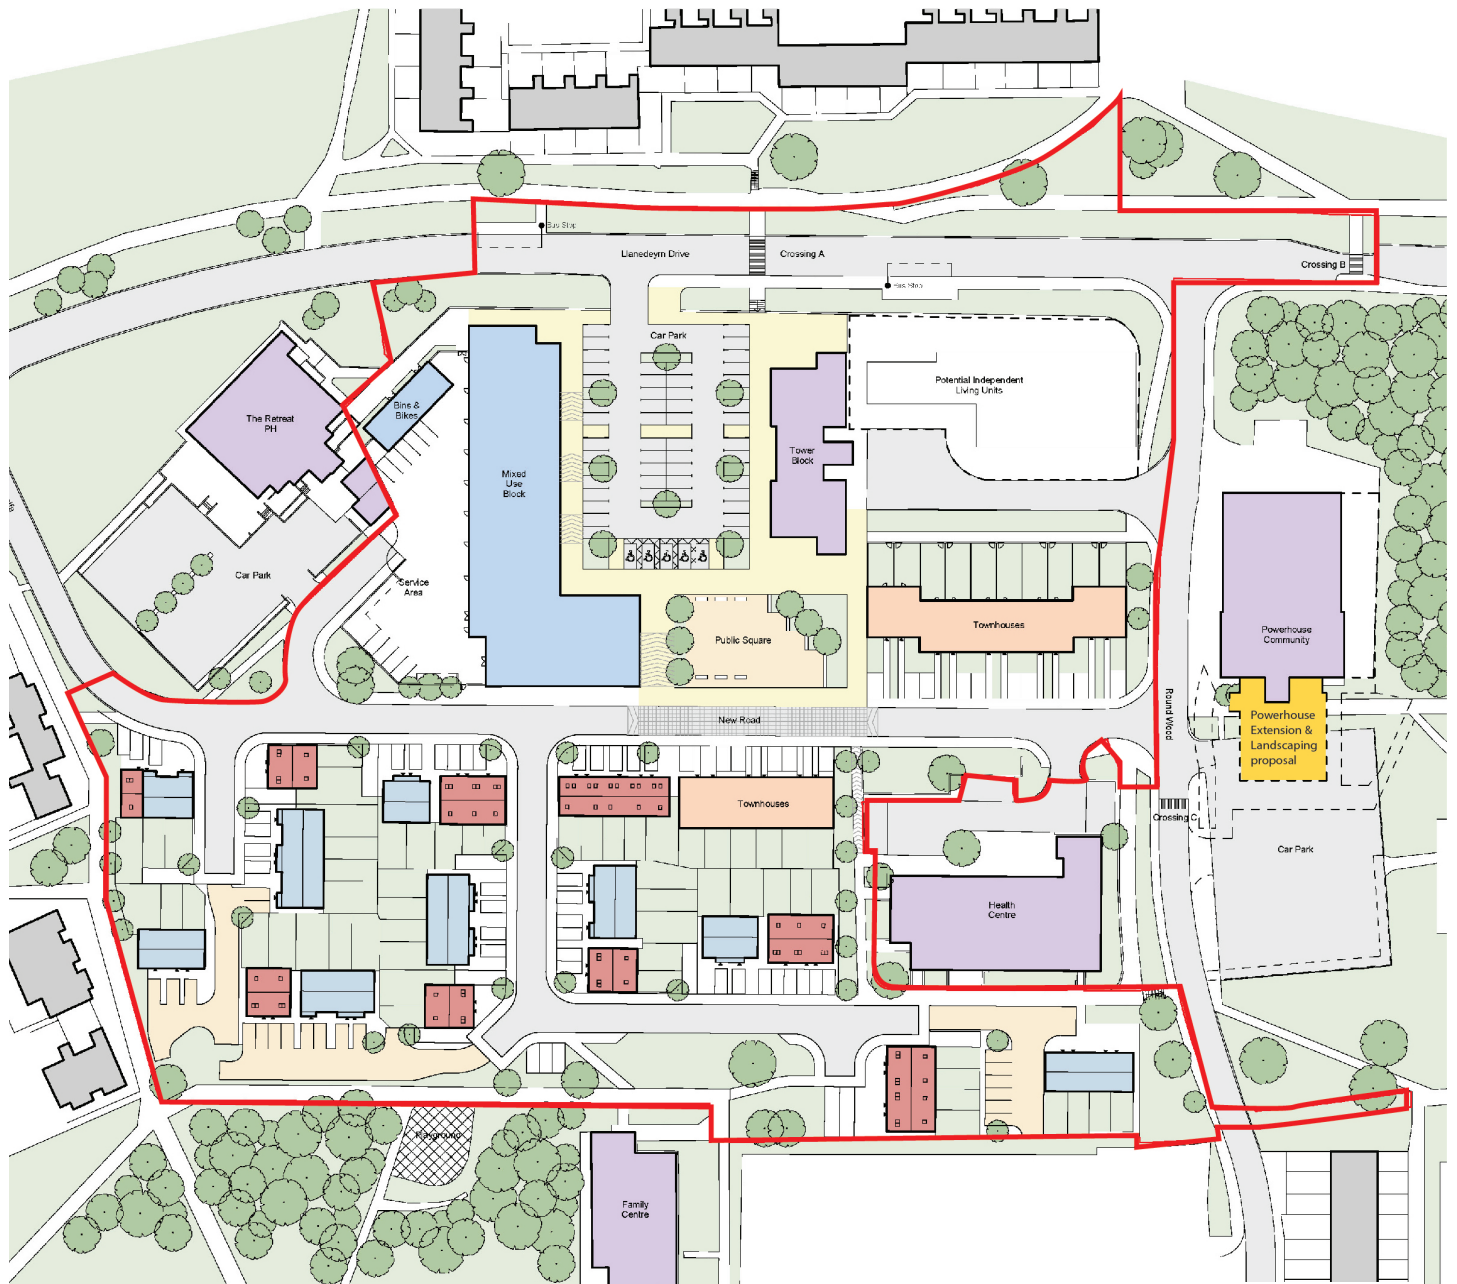 Bus Stop
Llanedeyrn Drive
Crossing A
Crossing B
Bus Stop
Car Park
Potential Independent
Living Units
Bins &
Bikes
The Retreat
PH
Tower
Block
Mixed
Use
Block
Car Park
Service
Area
Public Square
Townhouses
Powerhouse
Community
Round Wood
New Road
Powerhouse
Extension &
Landscaping
proposal
Townhouses
Crossing C
Car Park
Health
Centre
Playground
Family
Centre